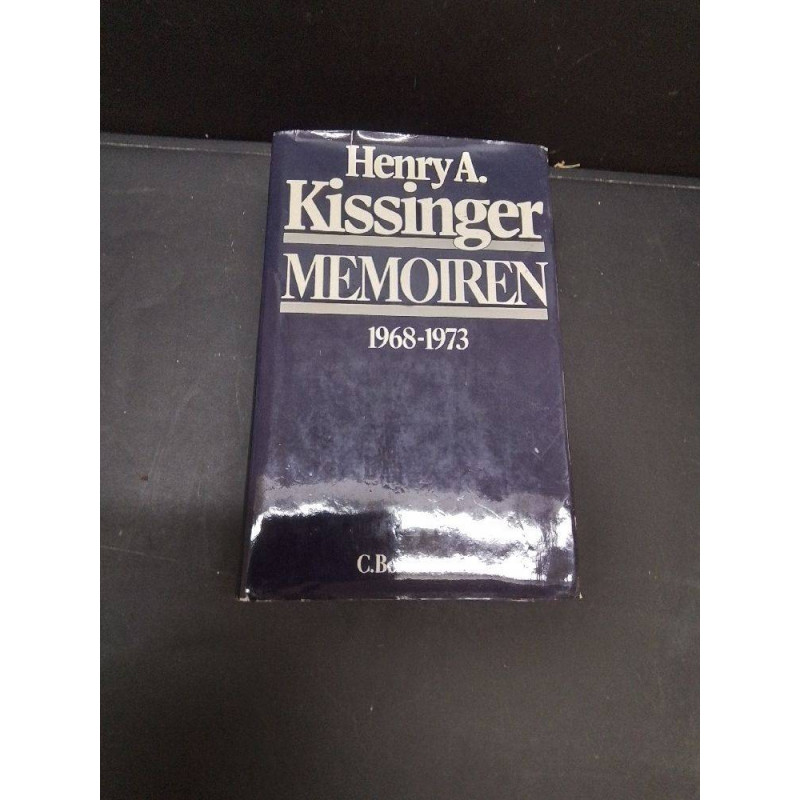 Henry A.
Kissinger
MEMOIREN
1968-1973